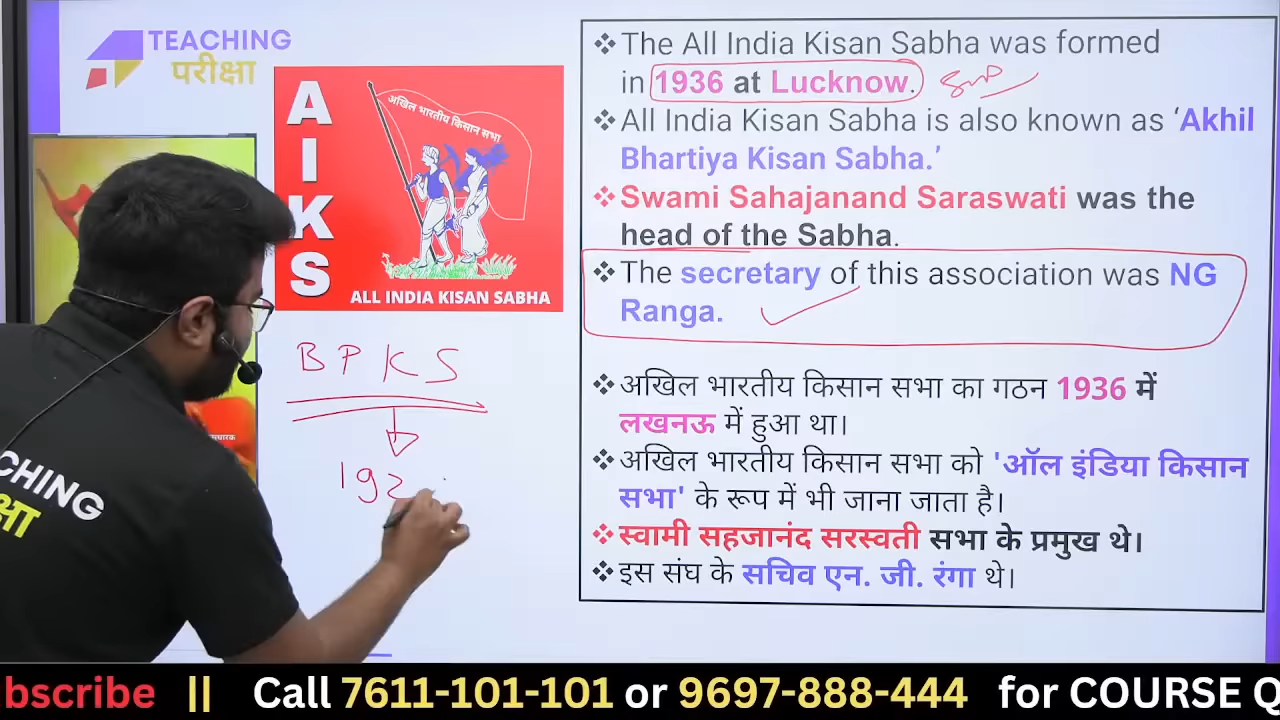 TEACHING
परीक्षा
A
I
K
S
अखिल भारतीय किसान सभा
ALL INDIA KISAN SABHA
B P K S
192
CHING
क्षा
❖The All India Kisan Sabha was formed
in 1936 at Lucknow.
❖All India Kisan Sabha is also known as ‘Akhil
Bhartiya Kisan Sabha.’
❖Swami Sahajanand Saraswati was the
head of the Sabha.
❖The secretary of this association was NG
Ranga.
❖अखिल भारतीय किसान सभा का गठन 1936 में
लखनऊ में हुआ था।
❖अखिल भारतीय किसान सभा को 'ऑल इंडिया किसान
सभा' के रूप में भी जाना जाता है।
❖स्वामी सहजानंद सरस्वती सभा के प्रमुख थे।
❖इस संघ के सचिव एन. जी. रंगा थे।
bscribe || Call 7611-101-101 or 9697-888-444 for COURSE Q